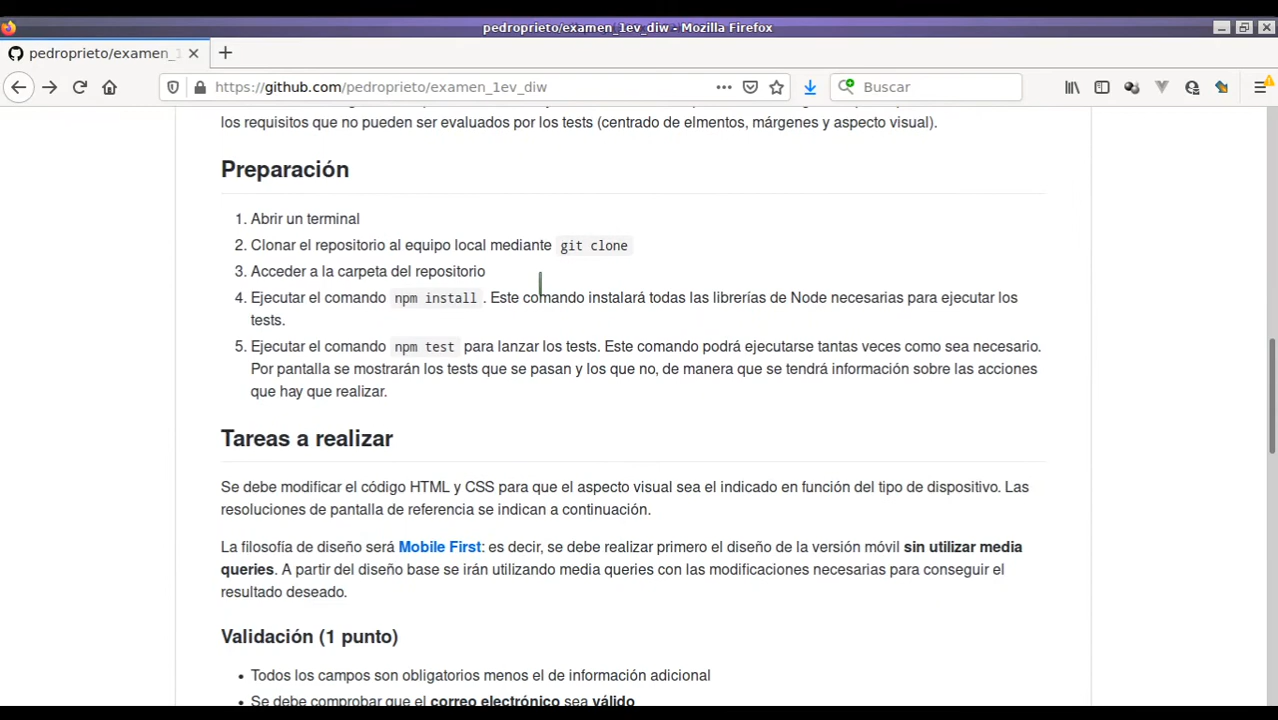 pedroprieto/examen_1ev_diw - Mozilla Firefox
pedroprieto/examen_1
https://github.com/pedroprieto/examen_1ev_diw
Buscar
los requisitos que no pueden ser evaluados por los tests (centrado de elmentos, márgenes y aspecto visual).
Preparación
1. Abrir un terminal
2. Clonar el repositorio al equipo local mediante git clone
3. Acceder a la carpeta del repositorio
4. Ejecutar el comando npm install. Este comando instalará todas las librerías de Node necesarias para ejecutar los
tests.
5. Ejecutar el comando npm test para lanzar los tests. Este comando podrá ejecutarse tantas veces como sea necesario.
Por pantalla se mostrarán los tests que se pasan y los que no, de manera que se tendrá información sobre las acciones
que hay que realizar.
Tareas a realizar
Se debe modificar el código HTML y CSS para que el aspecto visual sea el indicado en función del tipo de dispositivo. Las
resoluciones de pantalla de referencia se indican a continuación.
La filosofía de diseño será Mobile First: es decir, se debe realizar primero el diseño de la versión móvil sin utilizar media
queries. A partir del diseño base se irán utilizando media queries con las modificaciones necesarias para conseguir el
resultado deseado.
Validación (1 punto)
• Todos los campos son obligatorios menos el de información adicional
• Se debe comprobar que el correo electrónico sea válido